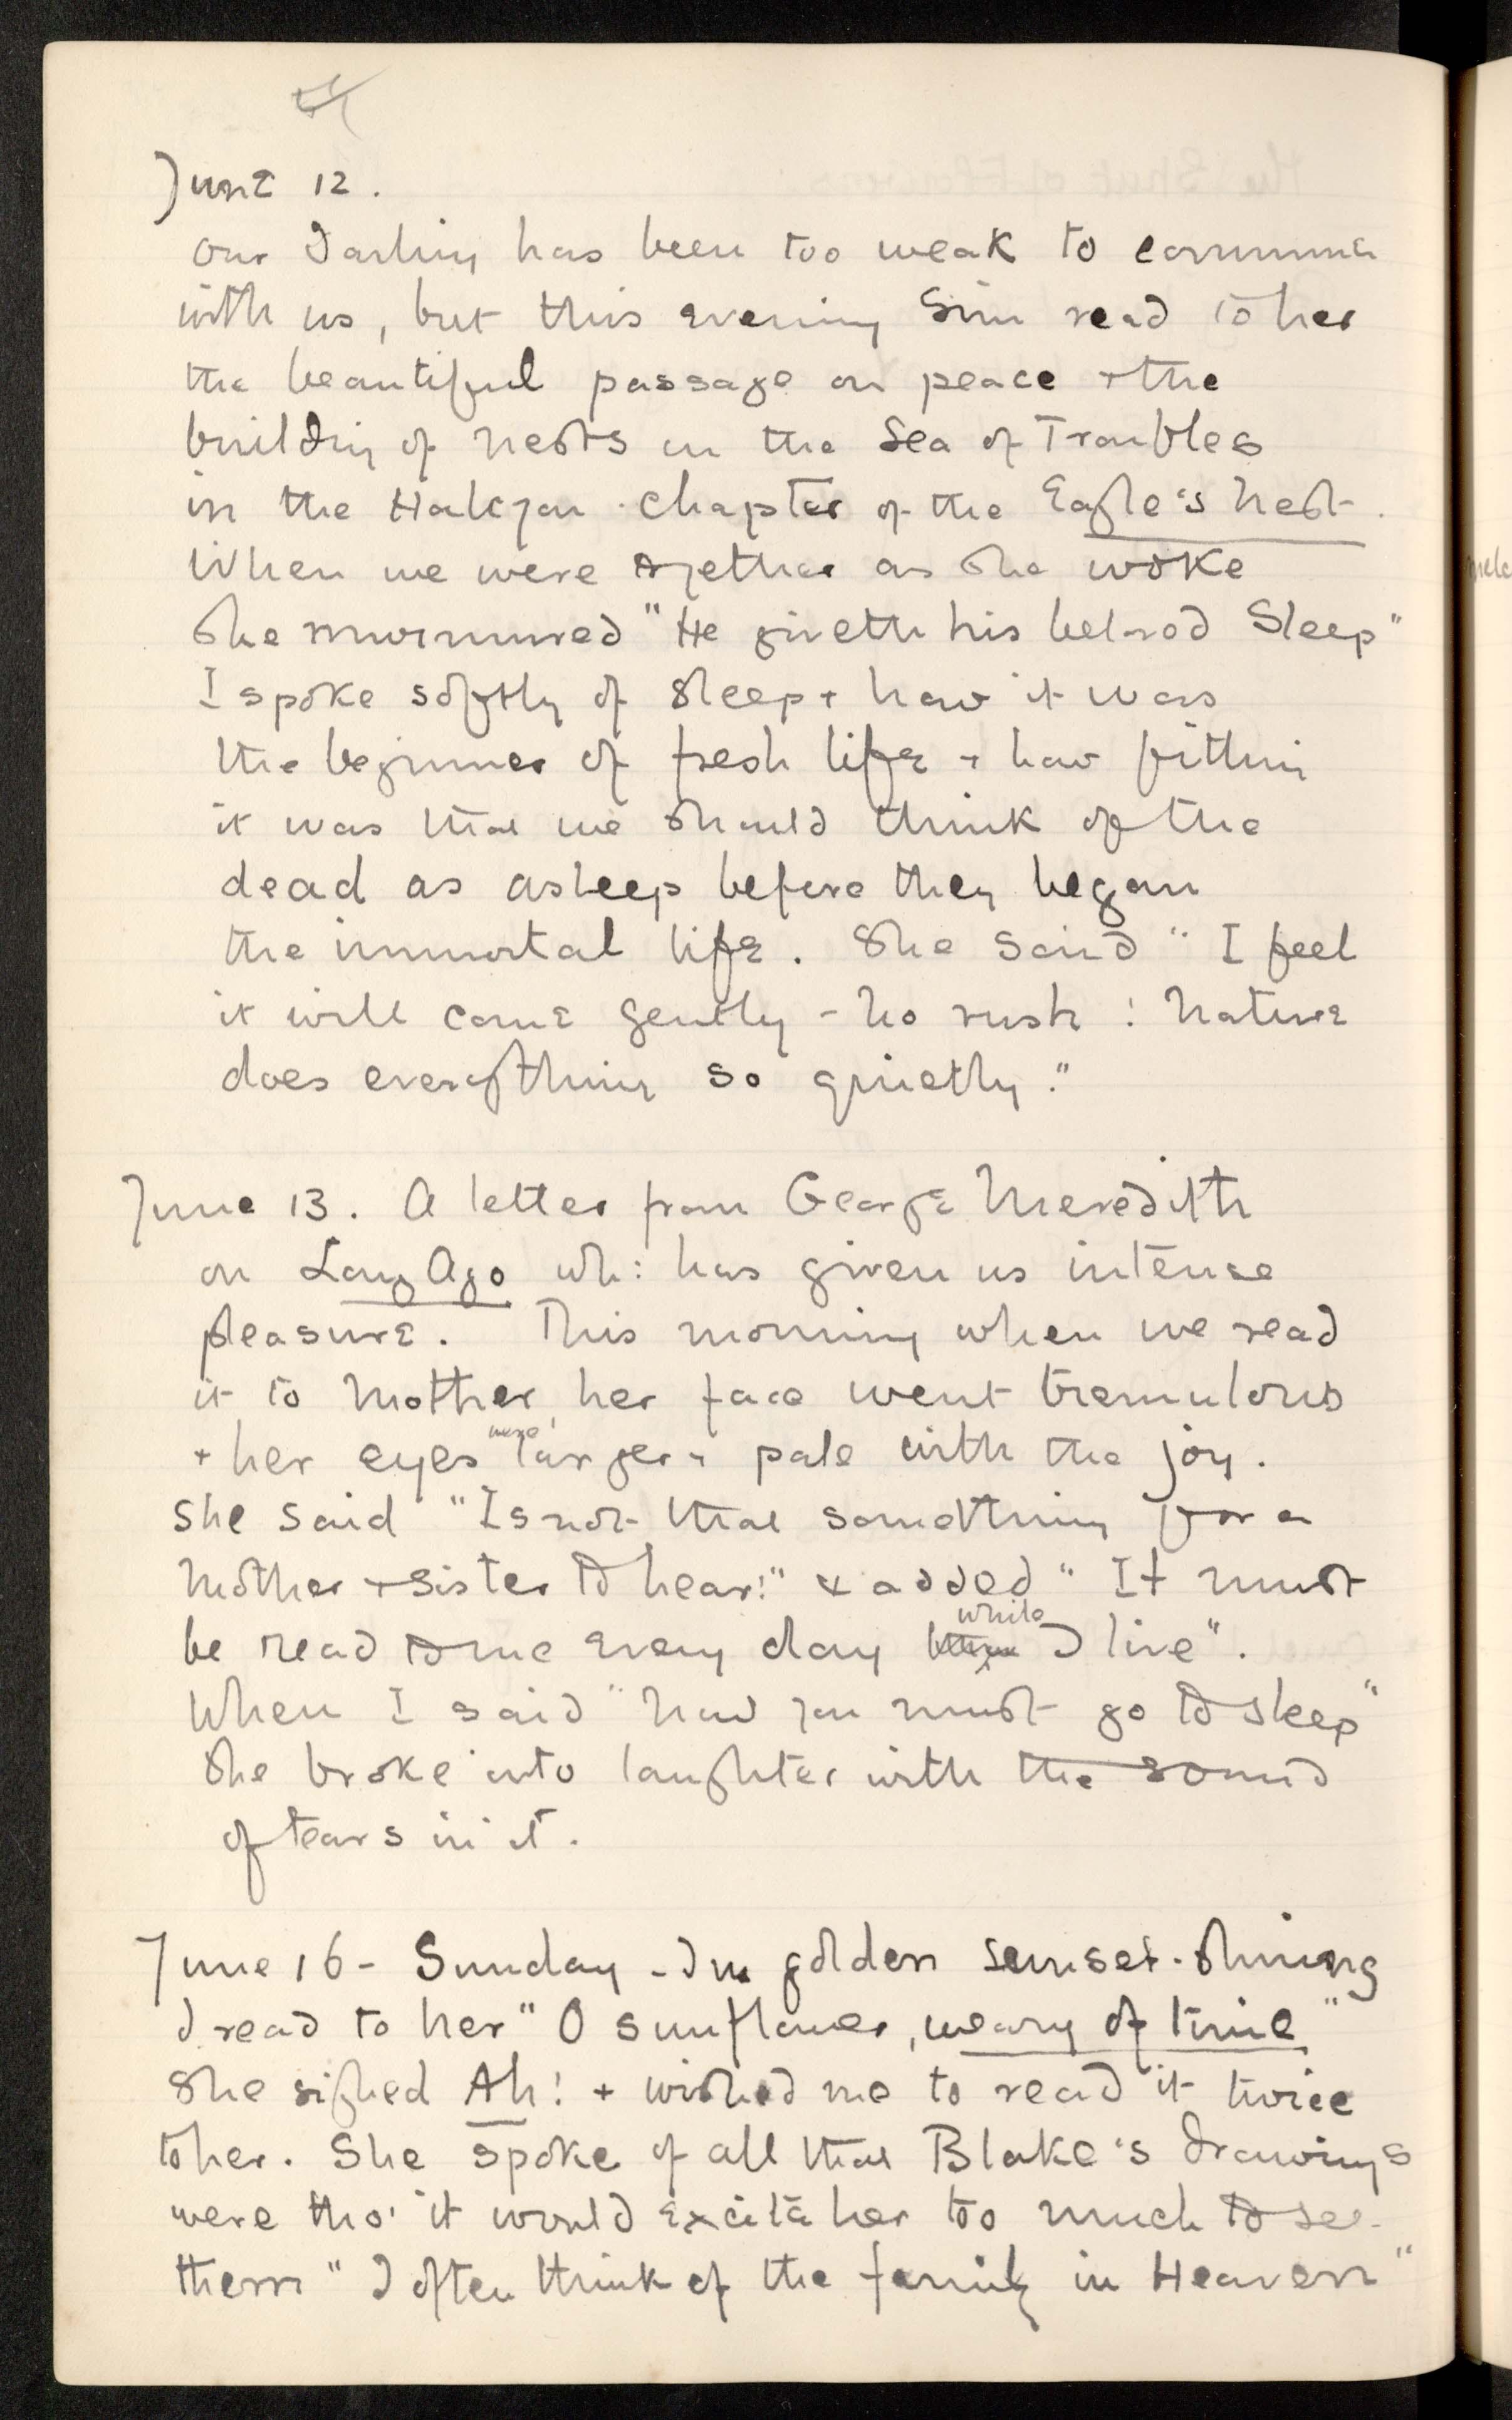 June 12.
Our Darling has been too weak to commune
with us, but this evening Sim read to her
the beautiful passage on peace + the
building of nests in the Sea of Troubles
in the Halcyon chapter of the Eagle's Nest.
When we were together as she woke
she murmured "He giveth his beloved Sleep"
I spoke softly of sleep + how it was
the beginner of fresh life + how fitting
it was that we should think of the
dead as asleep before they began
the immortal life. She said "I feel
it will come gently - no rush! Nature
does everything so quietly."
June 13. A letter from George Meredith
on Long Ago wh: has given us intense
pleasure. This morning when we read
it to Mother, her face went tremulous
+ her eyes were larger + pale with the joy.
She said "Is not that something for a
Mother + sister to hear!" & added "It must
be read to me every day while I live".
When I said "now you must go to sleep"
she broke into laughter with the sound
of tears in it.
June 16 - Sunday - In golden sunset-shining
I read to her "O sunflower, weary of time"
She sighed Ah! + wished me to read it twice
to her. She spoke of all that Blake's drawings
were tho' it would excite her too much to see
them "I often think of the family in Heaven"